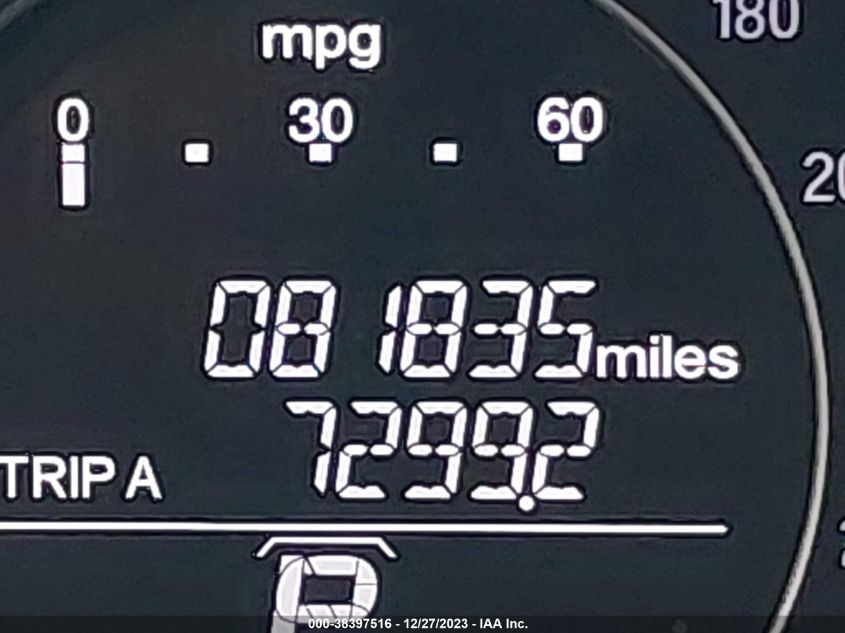 180
mpg
0 30 60
20
081835 miles
TRIP A 7299.2
P
000-38397516 - 12/27/2023 - IAA Inc.